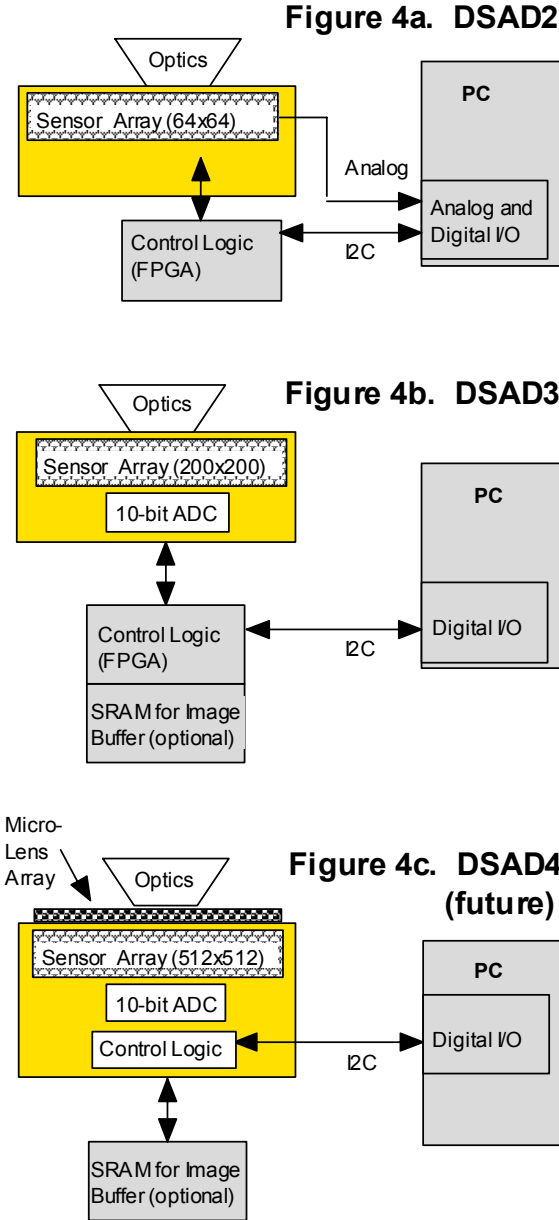 Figure 4a. DSAD2
Optics
PC
Sensor Array (64x64)
Analog
Analog and
Digital I/O
Control Logic
(FPGA)
I2C
Figure 4b. DSAD3
Optics
Sensor Array (200x200)
PC
10-bit ADC
Control Logic
(FPGA)
Digital I/O
I2C
SRAM for Image
Buffer (optional)
Micro-
Lens
Array
Optics
Figure 4c. DSAD4
(future)
Sensor Array (512x512)
PC
10-bit ADC
Control Logic
Digital I/O
I2C
SRAM for Image
Buffer (optional)